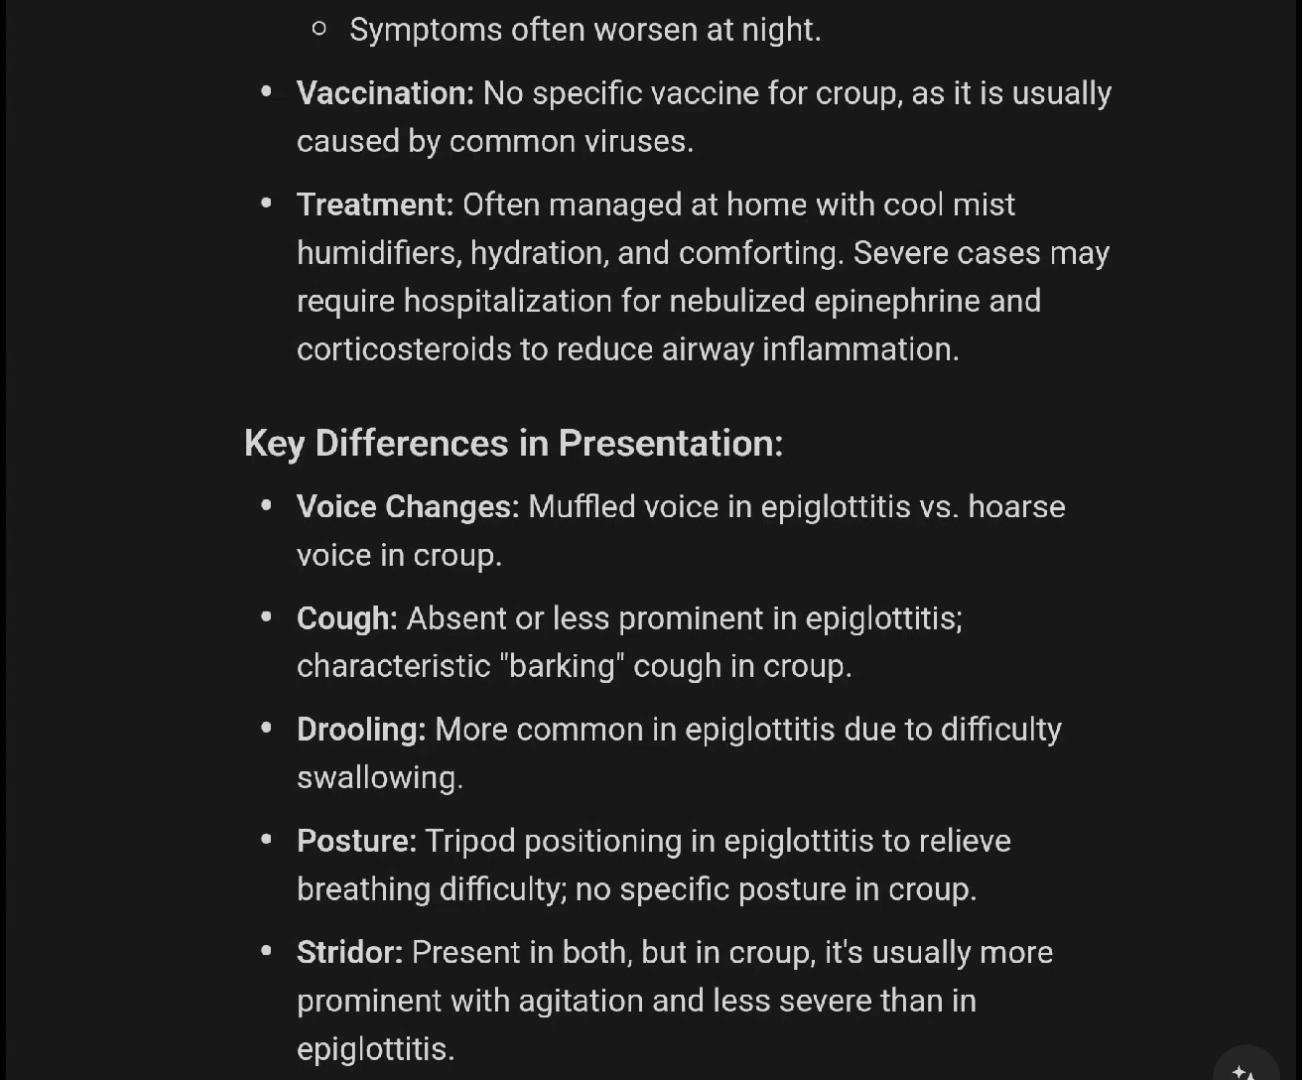 Symptoms often worsen at night.
Vaccination: No specific vaccine for croup, as it is usually
caused by common viruses.
Treatment: Often managed at home with cool mist
humidifiers, hydration, and comforting. Severe cases may
require hospitalization for nebulized epinephrine and
corticosteroids to reduce airway inflammation.
Key Differences in Presentation:
Voice Changes: Muffled voice in epiglottitis vs. hoarse
voice in croup.
Cough: Absent or less prominent in epiglottitis;
characteristic "barking" cough in croup.
Drooling: More common in epiglottitis due to difficulty
swallowing.
Posture: Tripod positioning in epiglottitis to relieve
breathing difficulty; no specific posture in croup.
Stridor: Present in both, but in croup, it's usually more
prominent with agitation and less severe than in
epiglottitis.